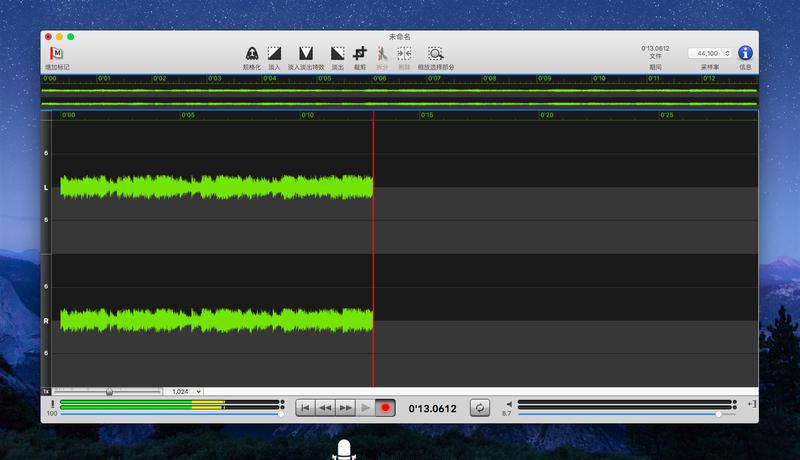 未命名
M
0'13.0612
文件
44,100
增加标记
规格化
淡入
淡入淡出特效
淡出
裁剪
拆分
删除
缩放选择部分
期间
采样率
信息
0'00 0'01 0'02 0'03 0'04 0'05 0'06 0'07 0'08 0'09 0'10 0'11 0'12
0'00 0'05 0'10 0'15 0'20 0'25
6
L
6
6
R
6
1x 1,024
100
0'13.0612
8.7